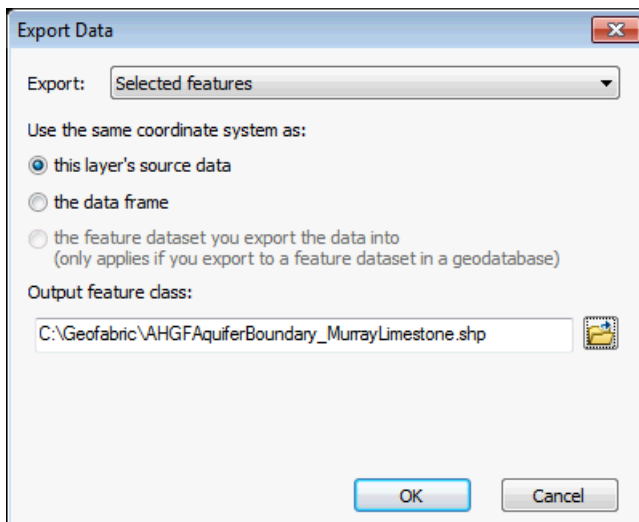 Export Data
Export: Selected features
Use the same coordinate system as:
this layer's source data
the data frame
the feature dataset you export the data into
(only applies if you export to a feature dataset in a geodatabase)
Output feature class:
C:\Geofabric\AHGFAquiferBoundary_MurrayLimestone.shp
OK Cancel